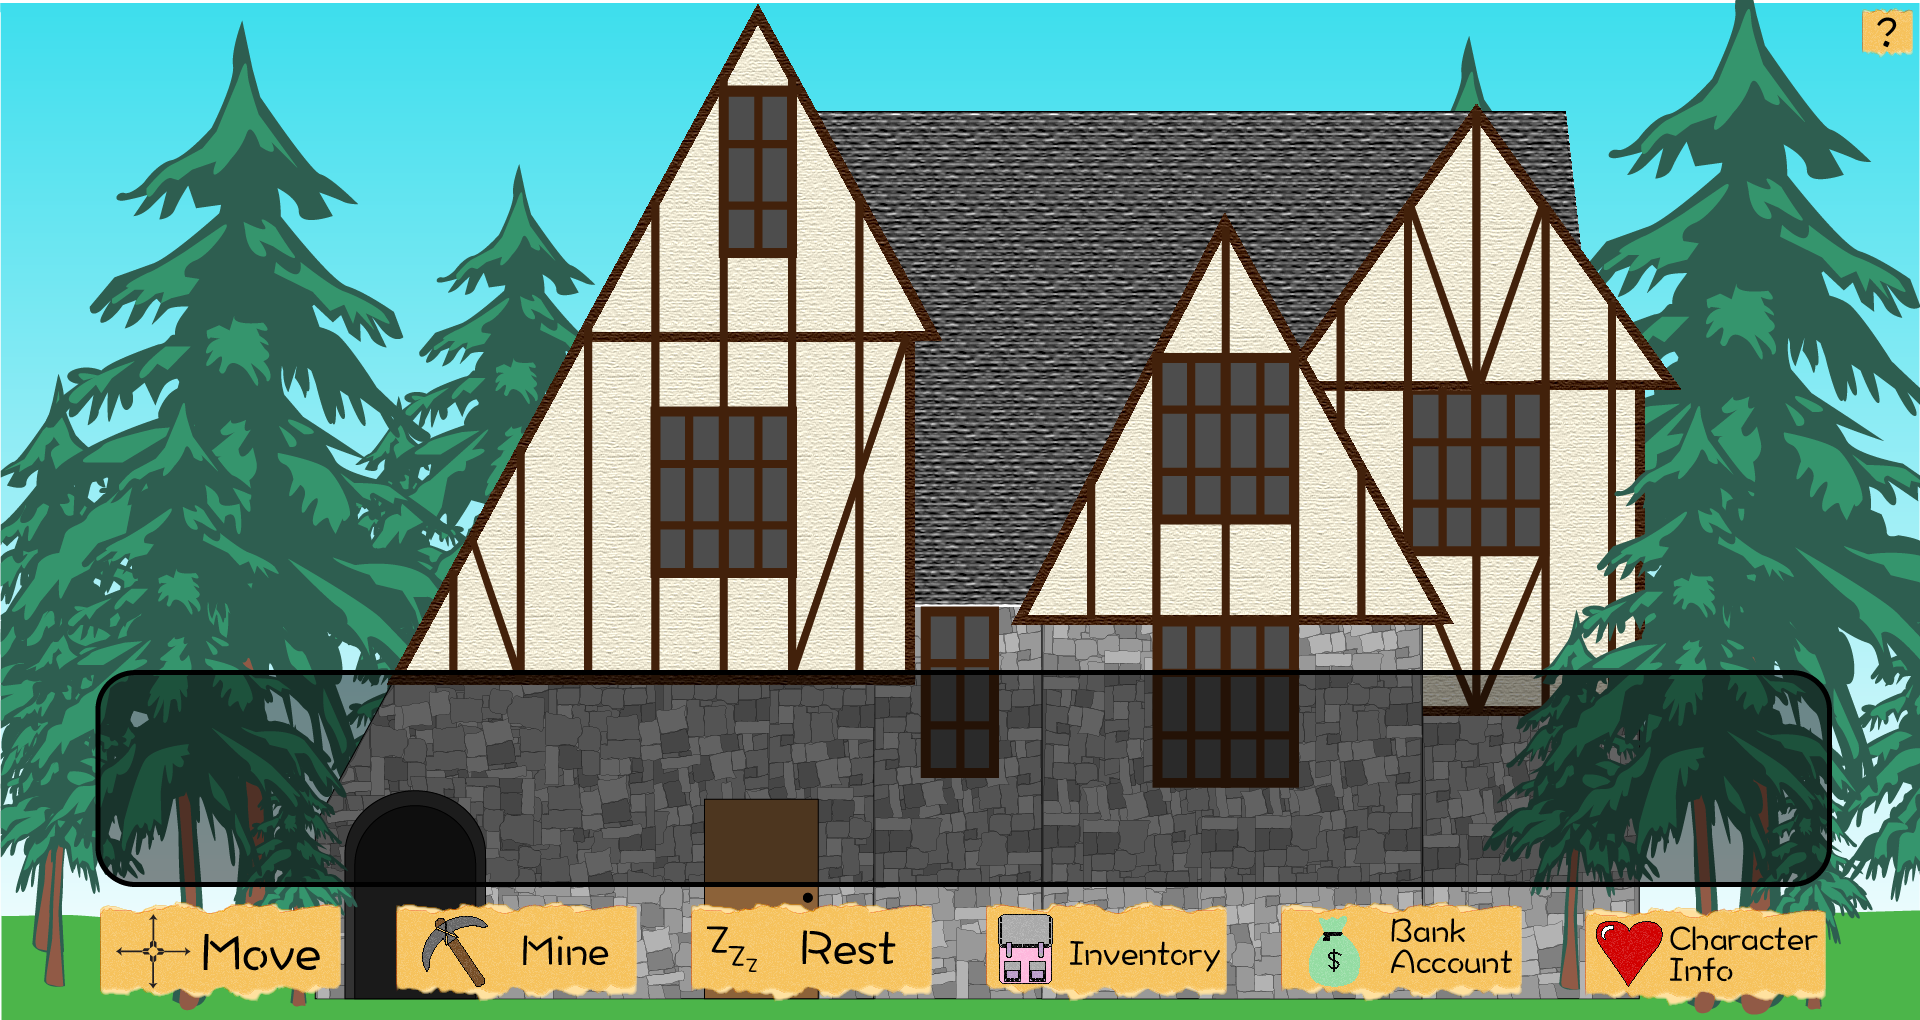 ?
Move
Mine
Zzz
Rest
Inventory
$
Bank
Account
Character
Info